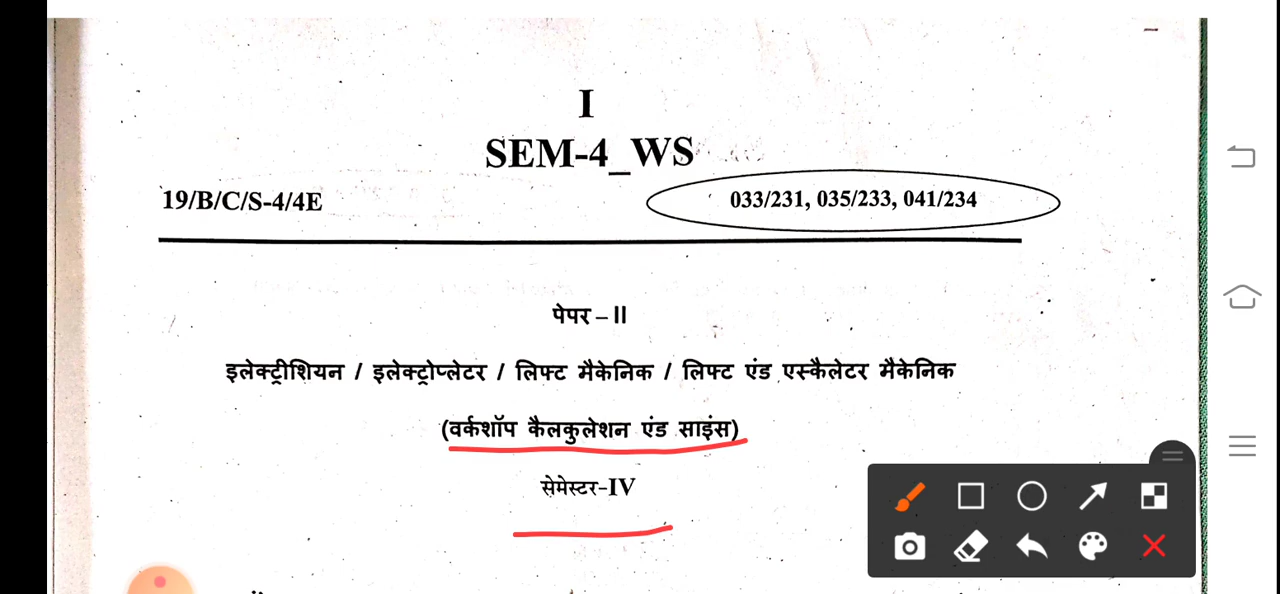 I
SEM-4_WS
19/B/C/S-4/4E 033/231, 035/233, 041/234
पेपर – II
इलेक्ट्रीशियन / इलेक्ट्रोप्लेटर / लिफ्ट मैकेनिक / लिफ्ट एंड एस्कैलेटर मैकेनिक
(वर्कशॉप कैलकुलेशन एंड साइंस)
सेमेस्टर-IV